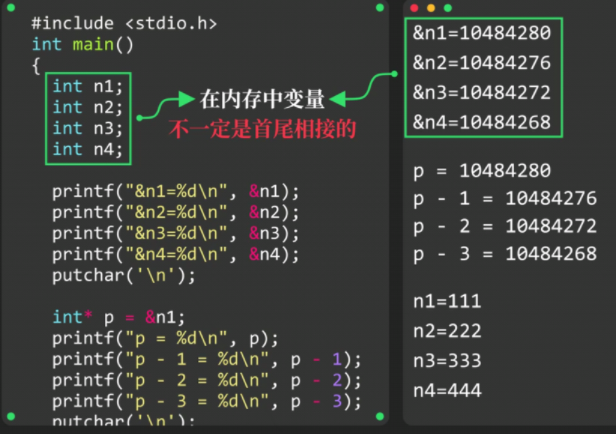 #include <stdio.h>
int main()
{
int n1;
int n2;
int n3;
int n4;
在内存中变量
不一定是首尾相接的
printf("&n1=%d\n", &n1);
printf("&n2=%d\n", &n2);
printf("&n3=%d\n", &n3);
printf("&n4=%d\n", &n4);
putchar('\n');
int* p = &n1;
printf("p = %d\n", p);
printf("p - 1 = %d\n", p - 1);
printf("p - 2 = %d\n", p - 2);
printf("p - 3 = %d\n", p - 3);
putchar('\n');
&n1=10484280
&n2=10484276
&n3=10484272
&n4=10484268
p = 10484280
p - 1 = 10484276
p - 2 = 10484272
p - 3 = 10484268
n1=111
n2=222
n3=333
n4=444